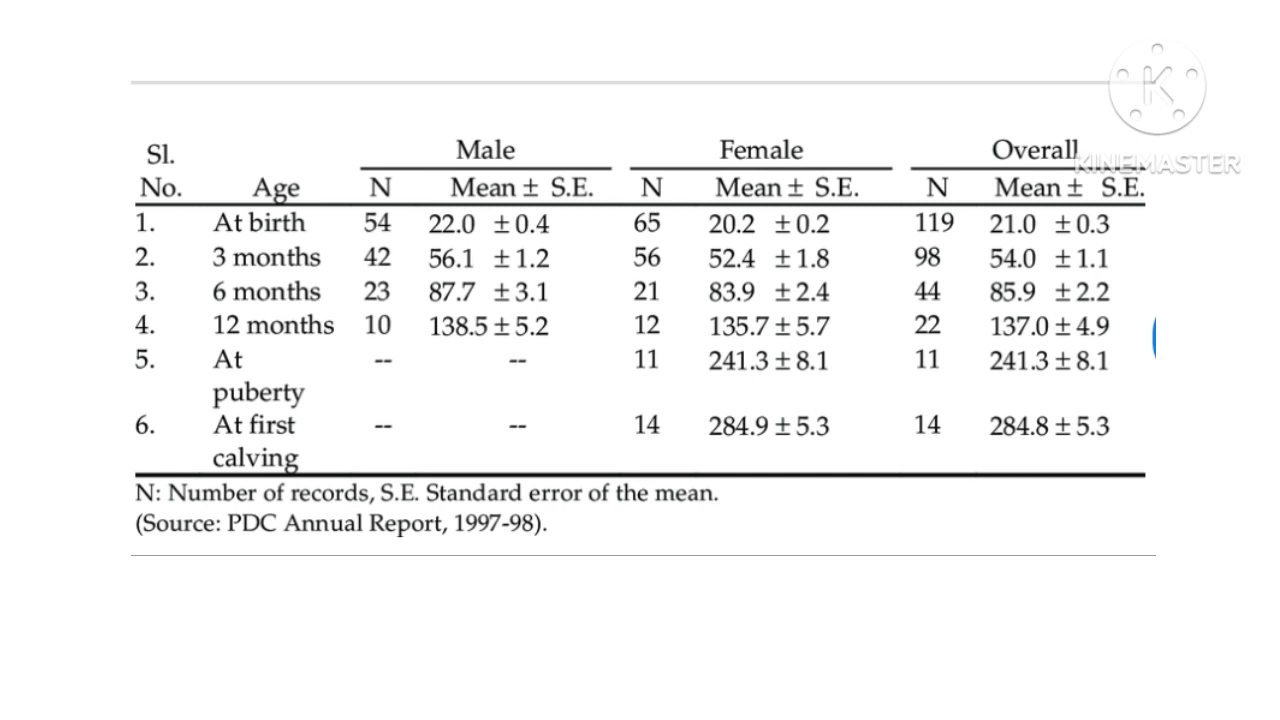 KINEMASTER
Sl. Male Female Overall
No. Age N Mean ± S.E. N Mean ± S.E. N Mean ± S.E.
1. At birth 54 22.0 ±0.4 65 20.2 ±0.2 119 21.0 ±0.3
2. 3 months 42 56.1 ±1.2 56 52.4 ±1.8 98 54.0 ±1.1
3. 6 months 23 87.7 ±3.1 21 83.9 ±2.4 44 85.9 ±2.2
4. 12 months 10 138.5±5.2 12 135.7±5.7 22 137.0±4.9
5. At -- -- 11 241.3±8.1 11 241.3±8.1
puberty
6. At first -- -- 14 284.9±5.3 14 284.8±5.3
calving
N: Number of records, S.E. Standard error of the mean.
(Source: PDC Annual Report, 1997-98).